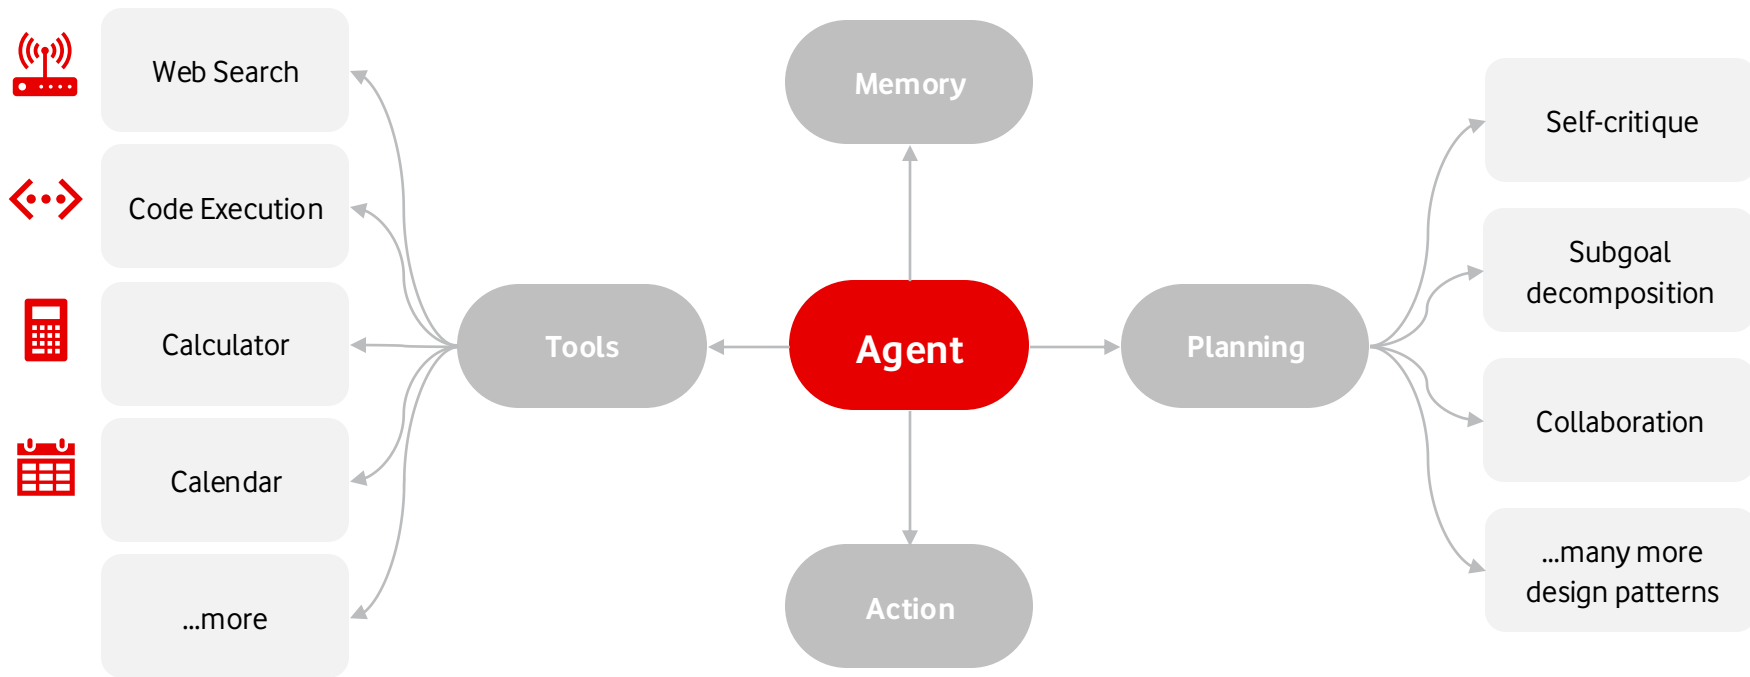 Web Search
Code Execution
Calculator
Calendar
...more
Tools
Memory
Agent
Action
Planning
Self-critique
Subgoal
decomposition
Collaboration
...many more
design patterns